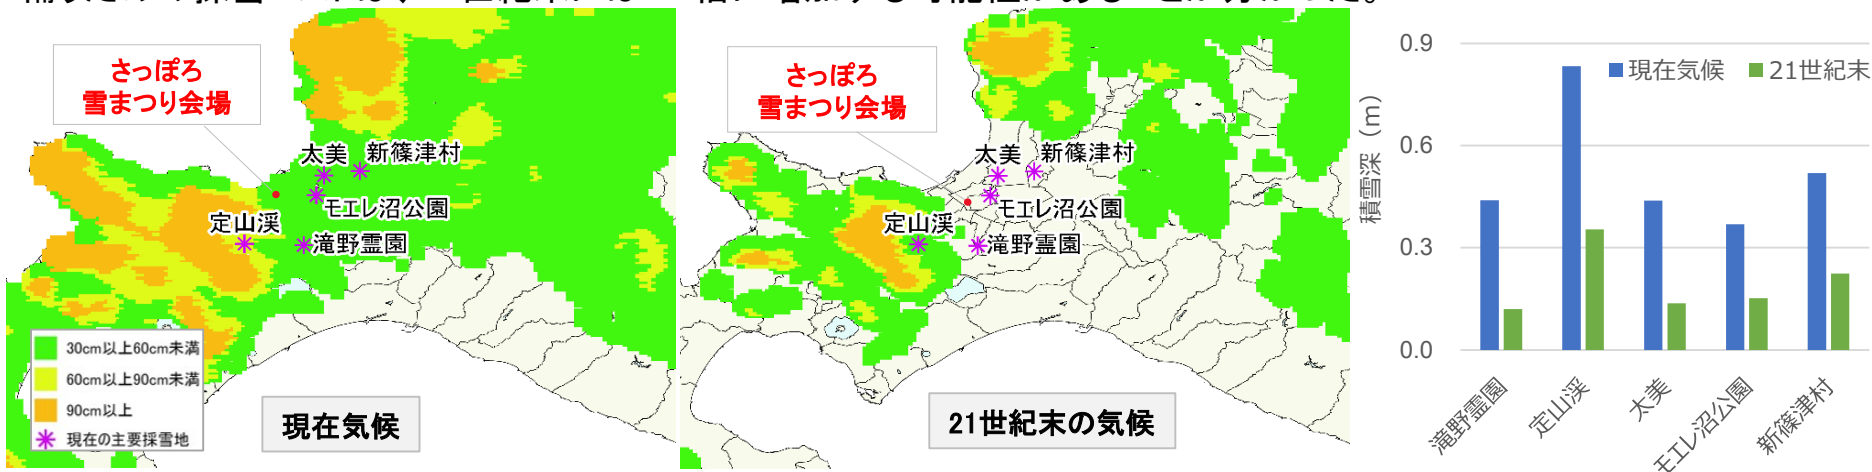 さっぽろ
雪まつり会場
太美
新篠津村
モエレ沼公園
定山渓
滝野霊園
30cm以上60cm未満
60cm以上90cm未満
90cm以上
現在の主要採雪地
現在気候
さっぽろ
雪まつり会場
太美
新篠津村
モエレ沼公園
定山渓
滝野霊園
21世紀末の気候
現在気候
21世紀末
積雪深(m)
0.9
0.6
0.3
0.0
滝野霊園
定山渓
太美
モエレ沼公園
新篠津村